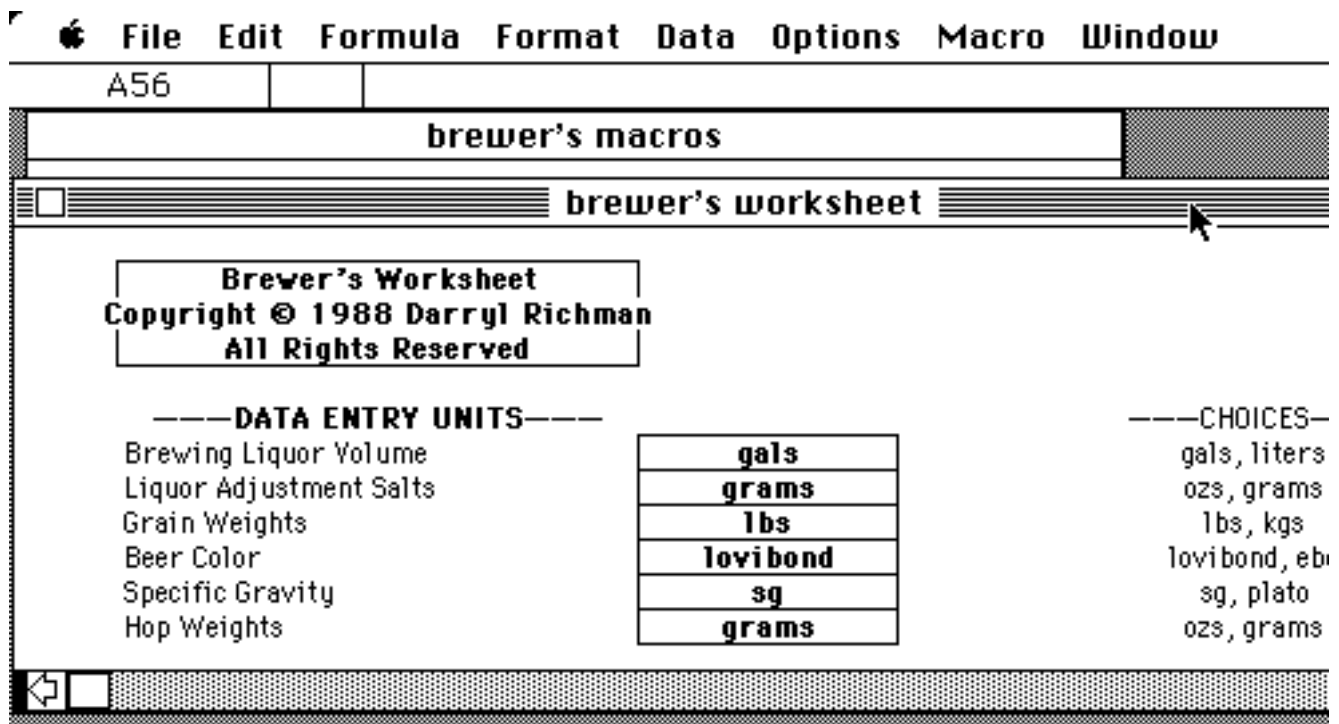 File Edit Formula Format Data Options Macro Window
A56
brewer's macros
brewer's worksheet
Brewer's Worksheet
Copyright © 1988 Darryl Richman
All Rights Reserved
———DATA ENTRY UNITS——— ———CHOICES—
Brewing Liquor Volume gals gals, liters
Liquor Adjustment Salts grams ozs, grams
Grain Weights lbs lbs, kgs
Beer Color lovibond lovibond,
Specific Gravity sg sg, plato
Hop Weights grams ozs, grams